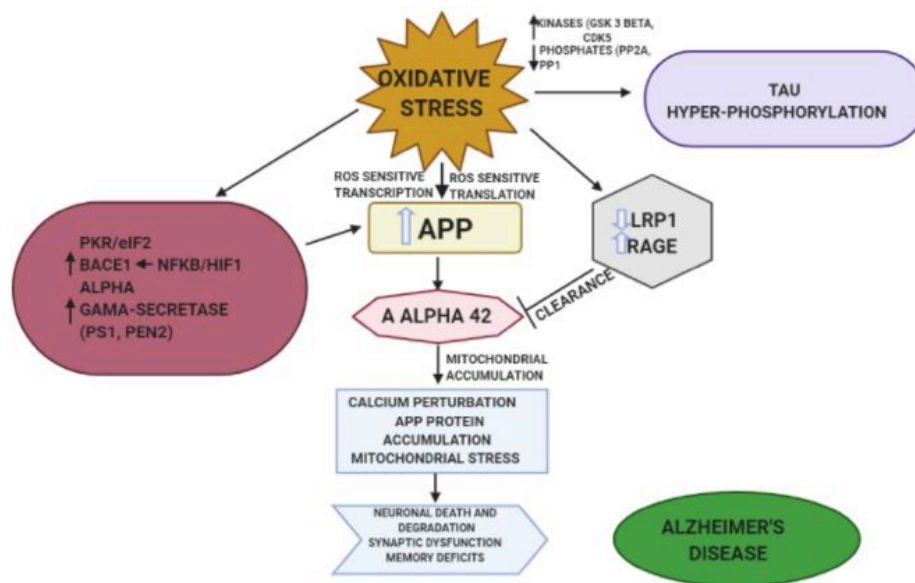 KINASES (GSK 3 BETA,
CDK5
PHOSPHATES (PP2A,
PP1
OXIDATIVE
STRESS
TAU
HYPER-PHOSPHORYLATION
ROS SENSITIVE
TRANSCRIPTION
ROS SENSITIVE
TRANSLATION
APP
LRP1
RAGE
PKR/eIF2
BACE1 NFKB/HIF1
ALPHA
GAMA-SECRETASE
(PS1, PEN2)
CLEARANCE
A ALPHA 42
MITOCHONDRIAL
ACCUMULATION
CALCIUM PERTURBATION
APP PROTEIN
ACCUMULATION
MITOCHONDRIAL STRESS
NEURONAL DEATH AND
DEGRADATION
SYNAPTIC DYSFUNCTION
MEMORY DEFICITS
ALZHEIMER'S
DISEASE